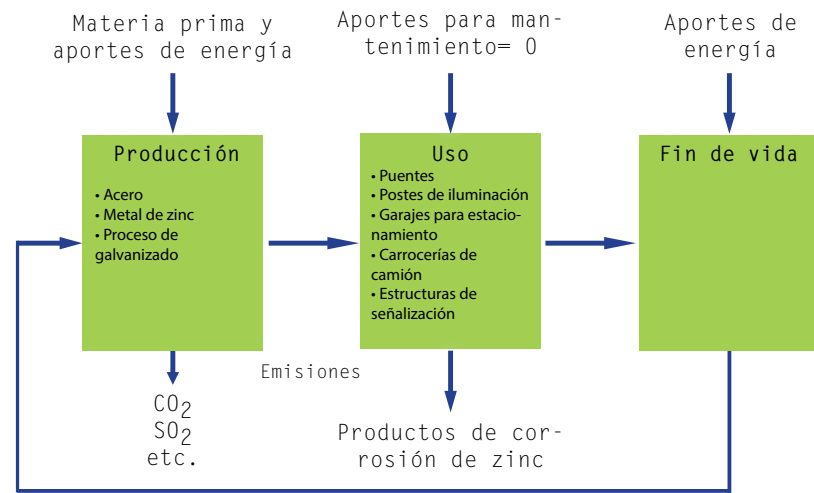 Materia prima y
aportes de energía
Aportes para man-
tenimiento= 0
Aportes de
energía
Producción
• Acero
• Metal de zinc
• Proceso de
galvanizado
Uso
• Puentes
• Postes de iluminación
• Garajes para estacio-
namiento
• Carrocerías de
camión
• Estructuras de
señalización
Fin de vida
Emisiones
CO2
SO2
etc.
Productos de cor-
rosión de zinc